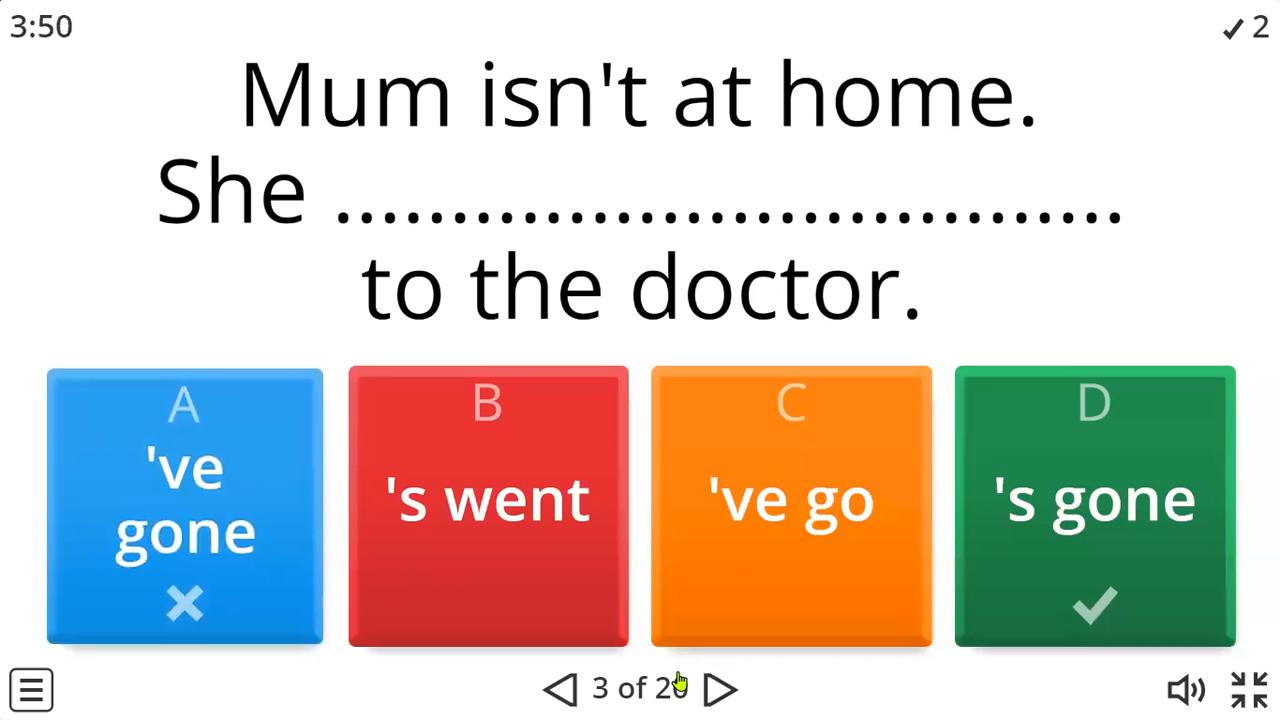 3:50
✓ 2
Mum isn't at home.
She ................................
to the doctor.
A
've
gone
B
's went
C
've go
D
's gone
3 of 20